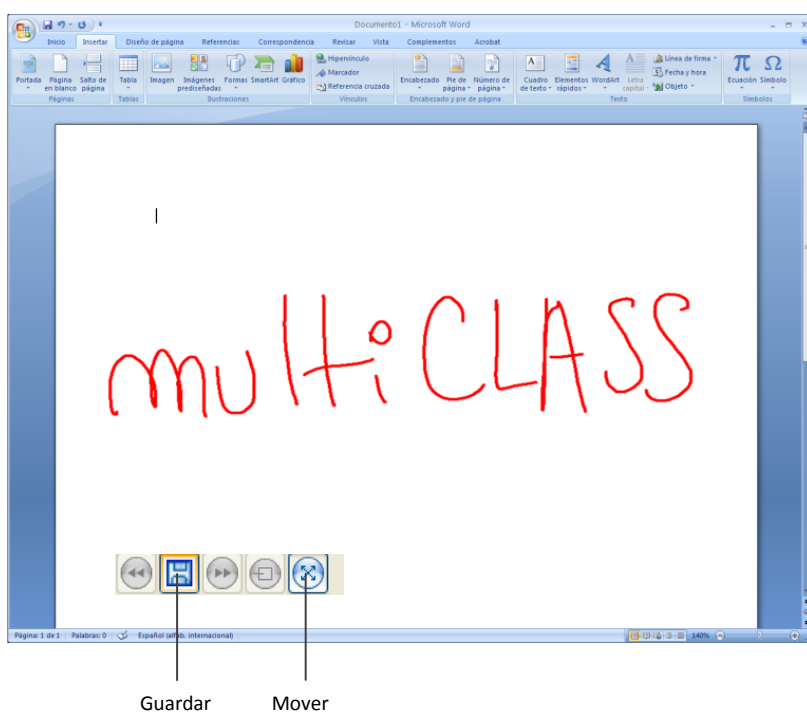 Documento1 - Microsoft Word
Inicio Insertar Diseño de página Referencias Correspondencia Revisar Vista Complementos Acrobat
Portada Página en blanco Salto de página Tabla Imagen Imágenes prediseñadas Formas SmartArt Gráfico Hipervínculo Marcador Referencia cruzada Encabezado Pie de página Número de página Cuadro de texto Elementos rápidos WordArt Letra capital Línea de firma Fecha y hora Objeto Ecuación Símbolo
Páginas Tablas Ilustraciones Vínculos Encabezado y pie de página Texto Símbolos
multiCLASS
Página: 1 de 1 Palabras: 0 Español (alfab. internacional) 140%
Guardar Mover